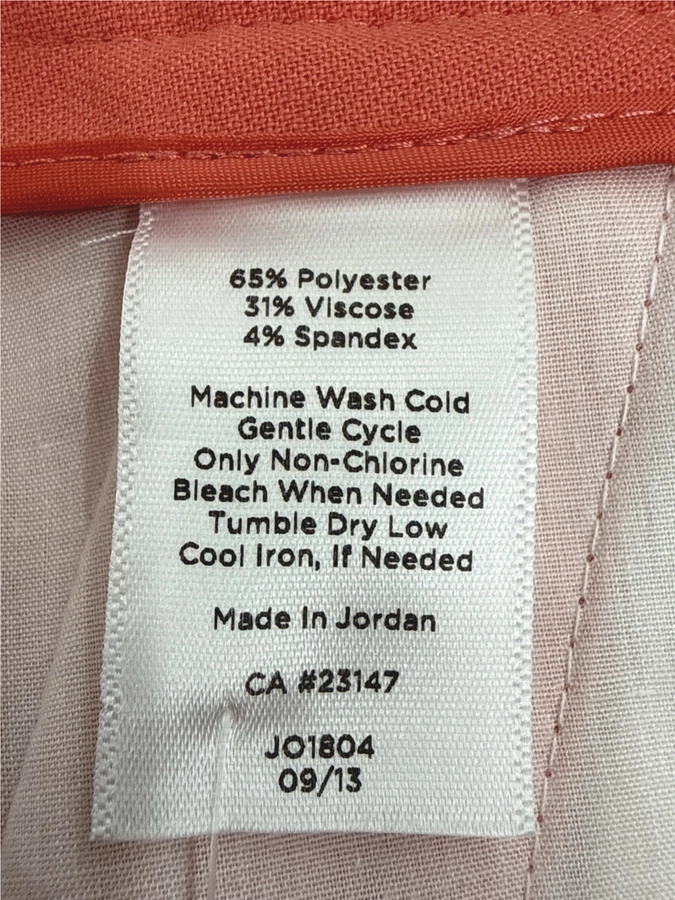 65% Polyester
31% Viscose
4% Spandex
Machine Wash Cold
Gentle Cycle
Only Non-Chlorine
Bleach When Needed
Tumble Dry Low
Cool Iron, If Needed
Made In Jordan
CA #23147
JO1804
09/13